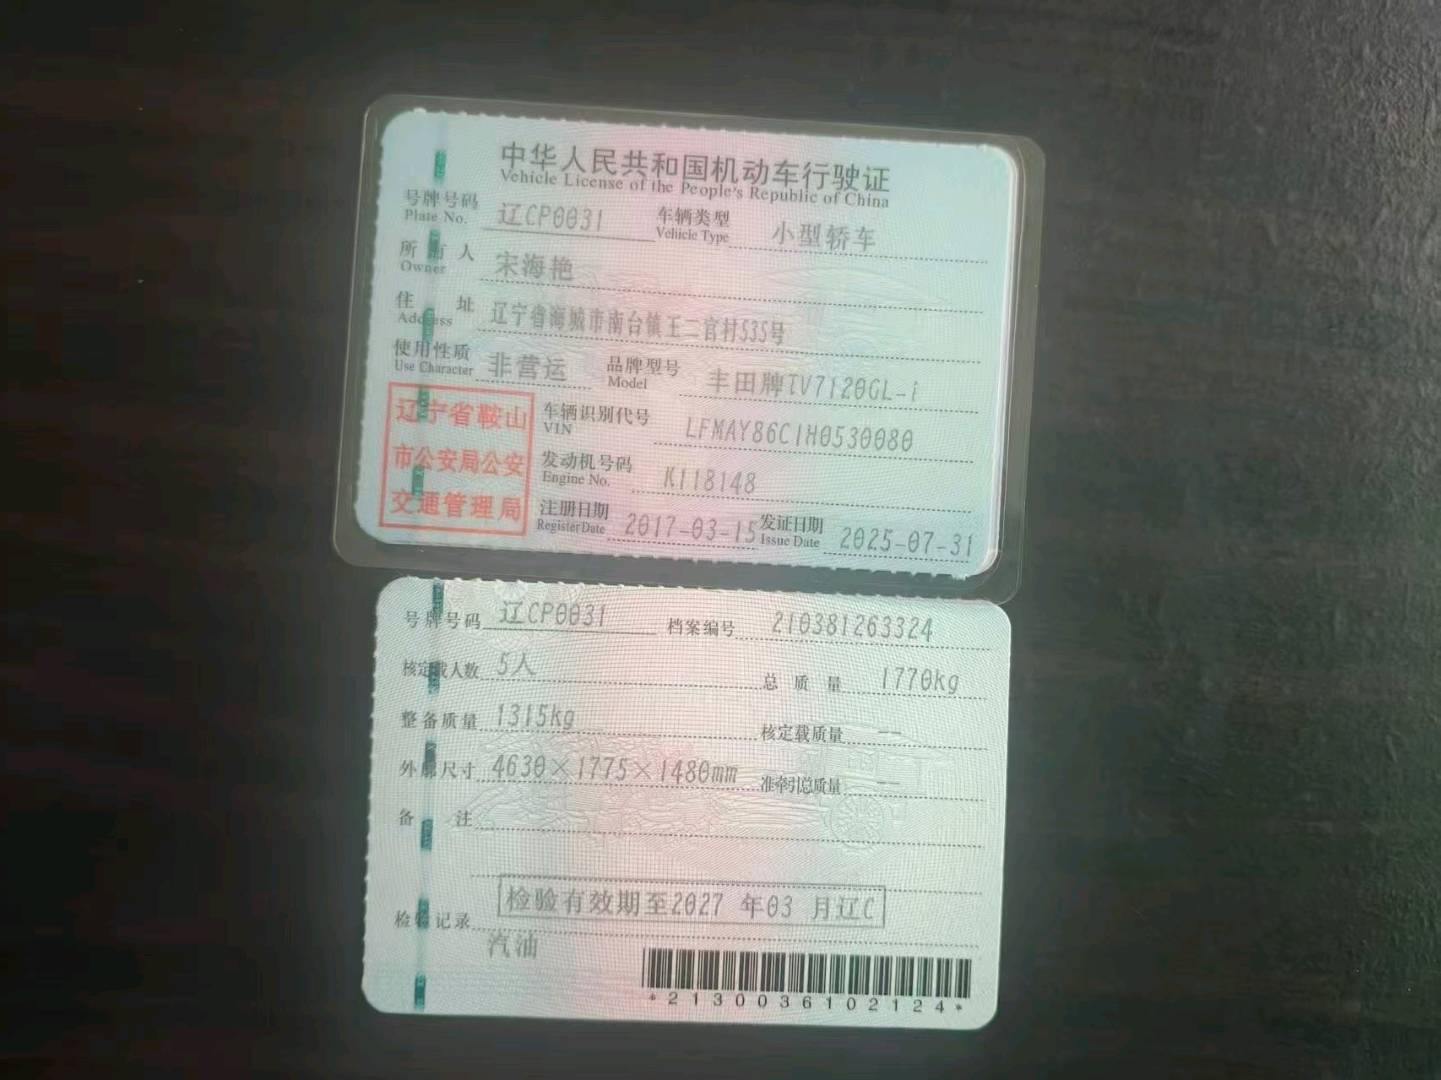 中华人民共和国机动车行驶证
Vehicle License of the People's Republic of China
号牌号码 辽CP0031 车辆类型 小型轿车
Plate No. Vehicle Type
所有人 宋海艳
Owner
住址 辽宁省海城市南台镇王二官村535号
Address
使用性质 非营运 品牌型号 丰田牌TV7120GL-i
Use Character Model
辽宁省鞍山
市公安局公安
交通管理局
车辆识别代号 LFMAY86C1H0530080
VIN
发动机号码 K118148
Engine No.
注册日期 2017-03-15 发证日期 2025-07-31
Register Date Issue Date
号牌号码 辽CP0031 档案编号 210381263324
核定载人数 5人 总质量 1770kg
整备质量 1315kg 核定载质量 --
外廓尺寸 4630×1775×1480mm 准牵引总质量 --
备注
检验有效期至2027 年03 月辽C
检验记录
汽油
*2130036102124*